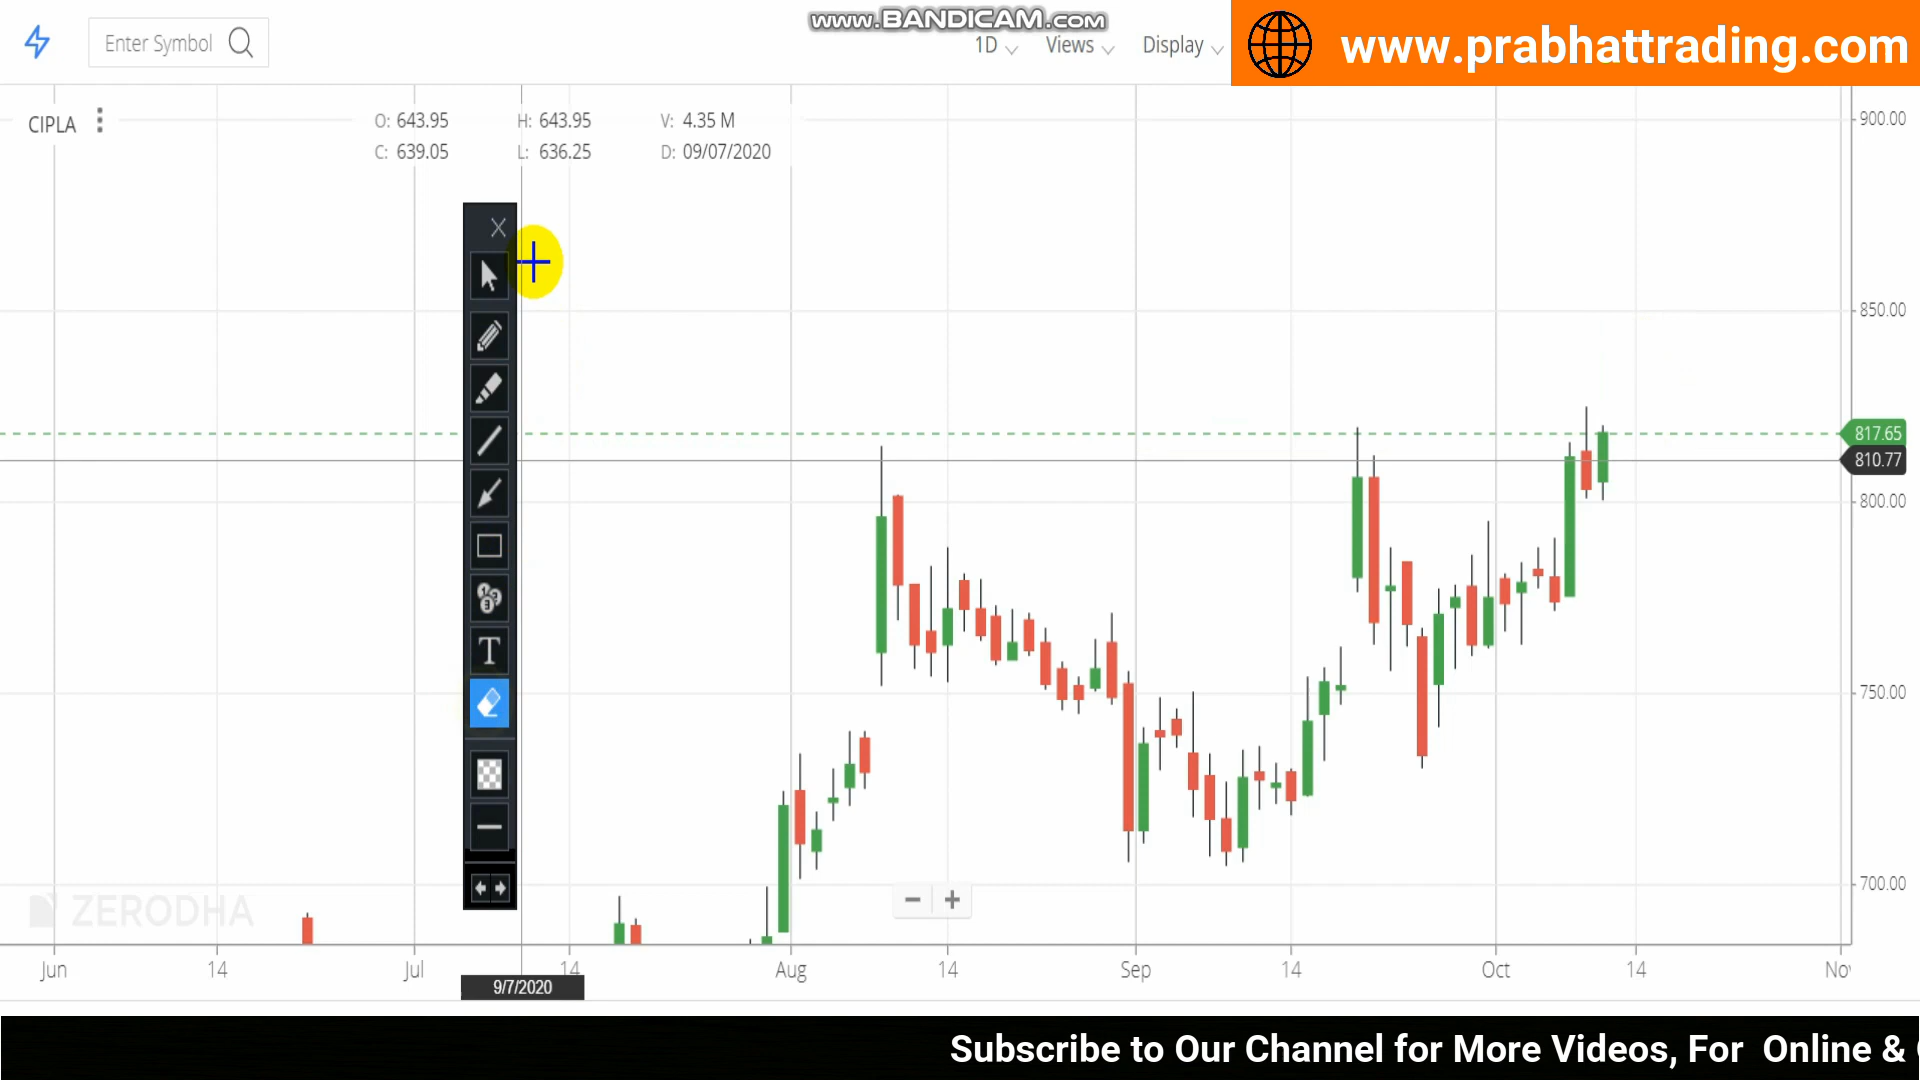 www.BANDICAM.COM
Enter Symbol
1D
Views
Display
www.prabhattrading.com
CIPLA
O: 643.95
H: 643.95
V: 4.35 M
C: 639.05
L: 636.25
D: 09/07/2020
900.00
850.00
817.65
810.77
800.00
750.00
700.00
T
ZERODHA
Jun
14
Jul
14
Aug
14
Sep
14
Oct
14
Nov
9/7/2020
Subscribe to Our Channel for More Videos, For Online &